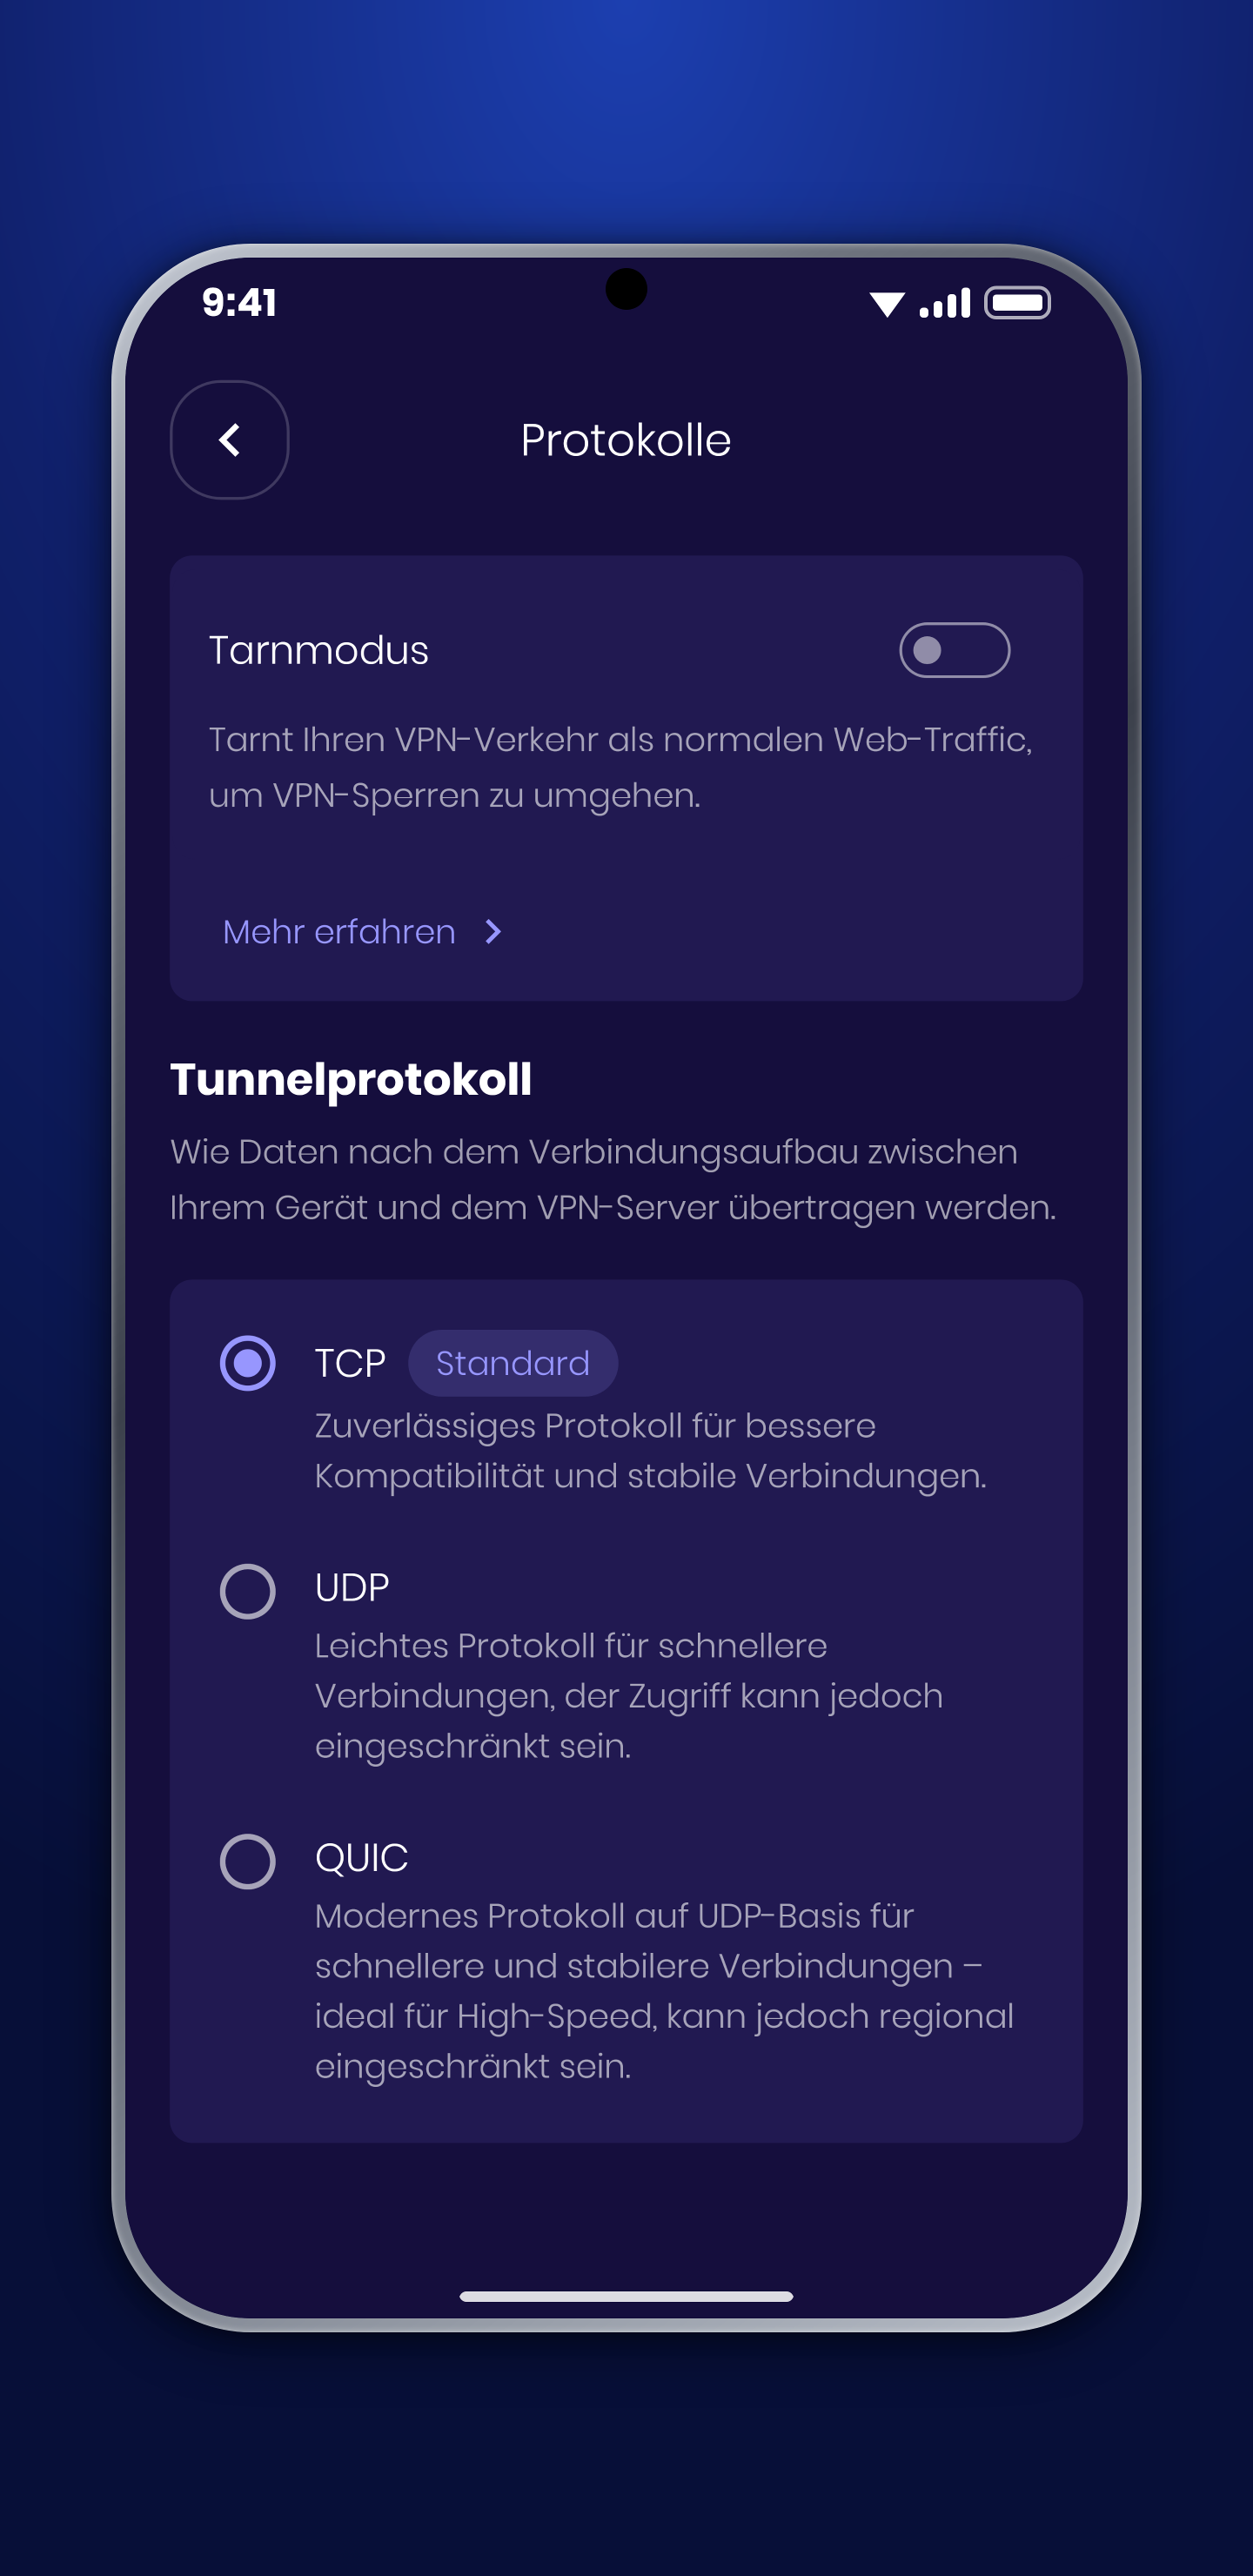 9:41
Protokolle
Tarnmodus
Tarnt Ihren VPN-Verkehr als normalen Web-Traffic,
um VPN-Sperren zu umgehen.
Mehr erfahren
Tunnelprotokoll
Wie Daten nach dem Verbindungsaufbau zwischen
Ihrem Gerät und dem VPN-Server übertragen werden.
TCP Standard
Zuverlässiges Protokoll für bessere
Kompatibilität und stabile Verbindungen.
UDP
Leichtes Protokoll für schnellere
Verbindungen, der Zugriff kann jedoch
eingeschränkt sein.
QUIC
Modernes Protokoll auf UDP-Basis für
schnellere und stabilere Verbindungen –
ideal für High-Speed, kann jedoch regional
eingeschränkt sein.